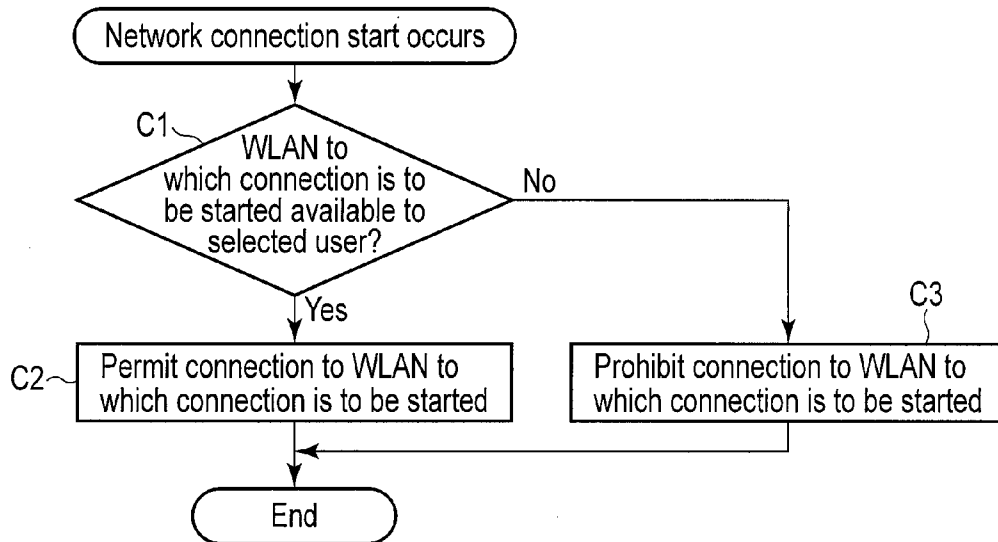 Network connection start occurs
C1
WLAN to
which connection is to
be started available to
selected user?
No
Yes
C2
Permit connection to WLAN to
which connection is to be started
C3
Prohibit connection to WLAN to
which connection is to be started
End